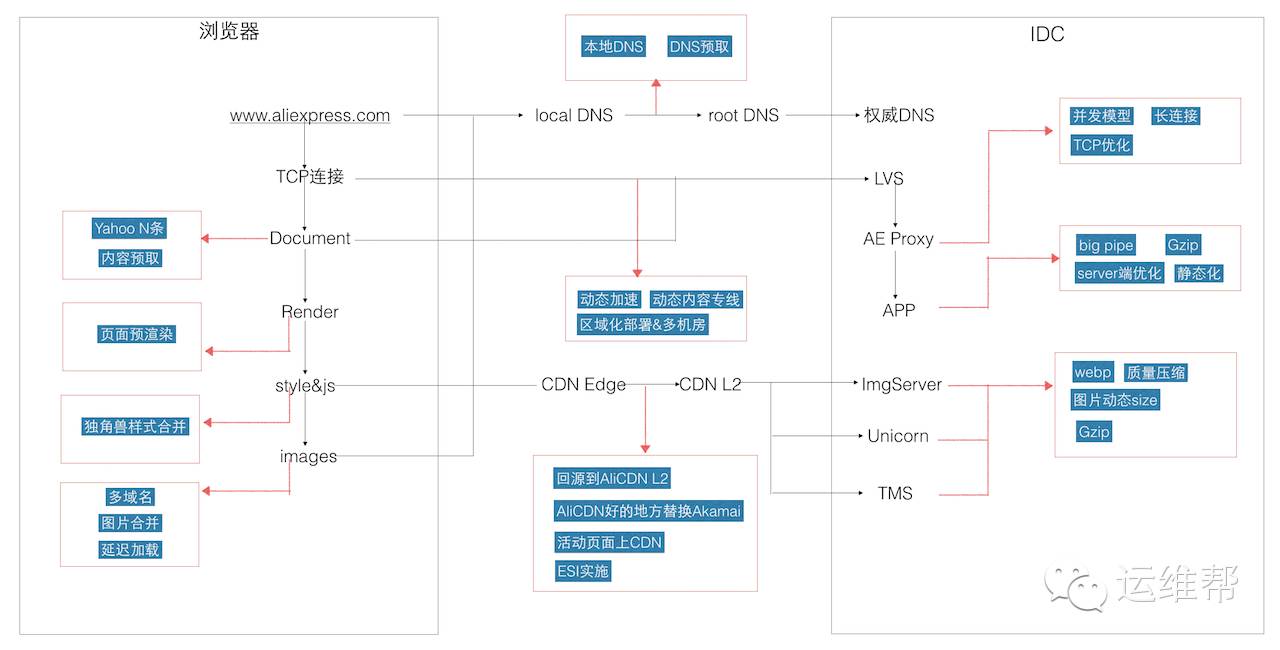 浏览器
IDC
本地DNS DNS预取
www.aliexpress.com
local DNS
root DNS
权威DNS
并发模型 长连接
TCP优化
TCP连接
LVS
Yahoo N条
内容预取
Document
AE Proxy
big pipe Gzip
server端优化 静态化
动态加速 动态内容专线
区域化部署&多机房
Render
APP
页面预渲染
style&js
CDN Edge
CDN L2
ImgServer
webp 质量压缩
图片动态size
Gzip
独角兽样式合并
Unicorn
images
回源到AliCDN L2
AliCDN好的地方替换Akamai
活动页面上CDN
ESI实施
TMS
多域名
图片合并
延迟加载
运维帮